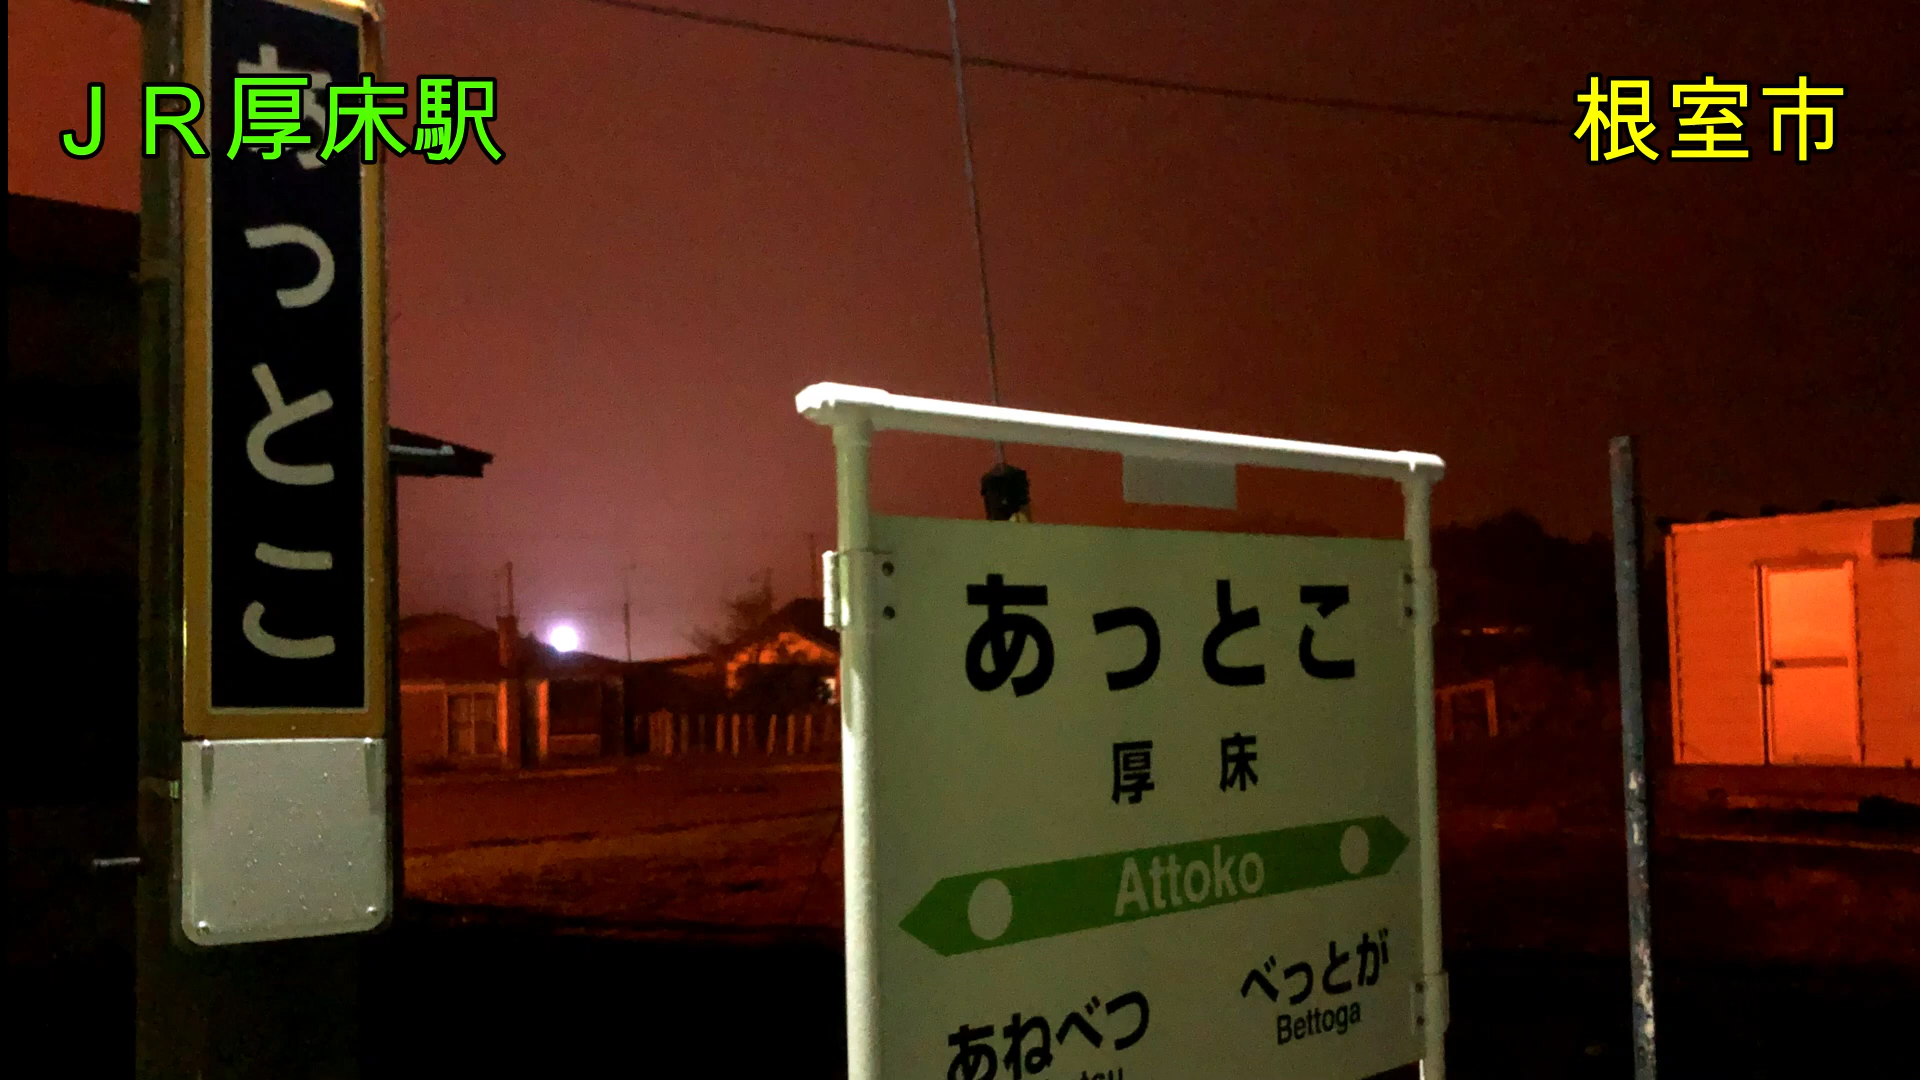 JR厚床駅
根室市
あっとこ
あっとこ
厚床
Attoko
あねべつ
べっとが
Bettoga